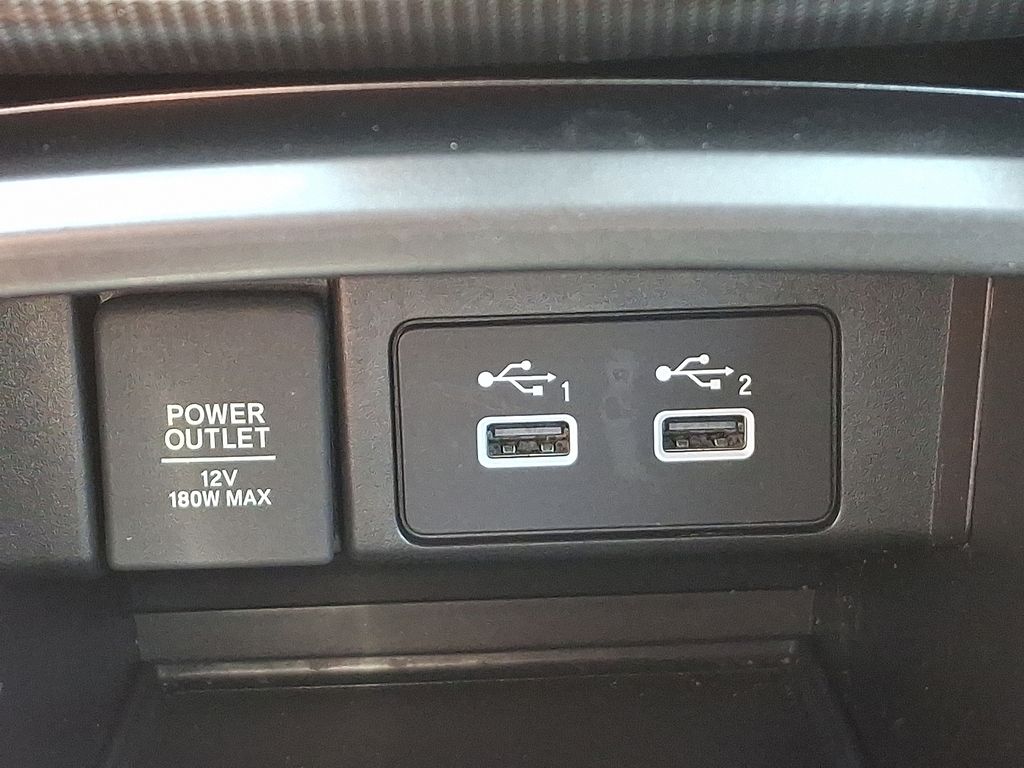 POWER
OUTLET
12V
180W MAX
1
2